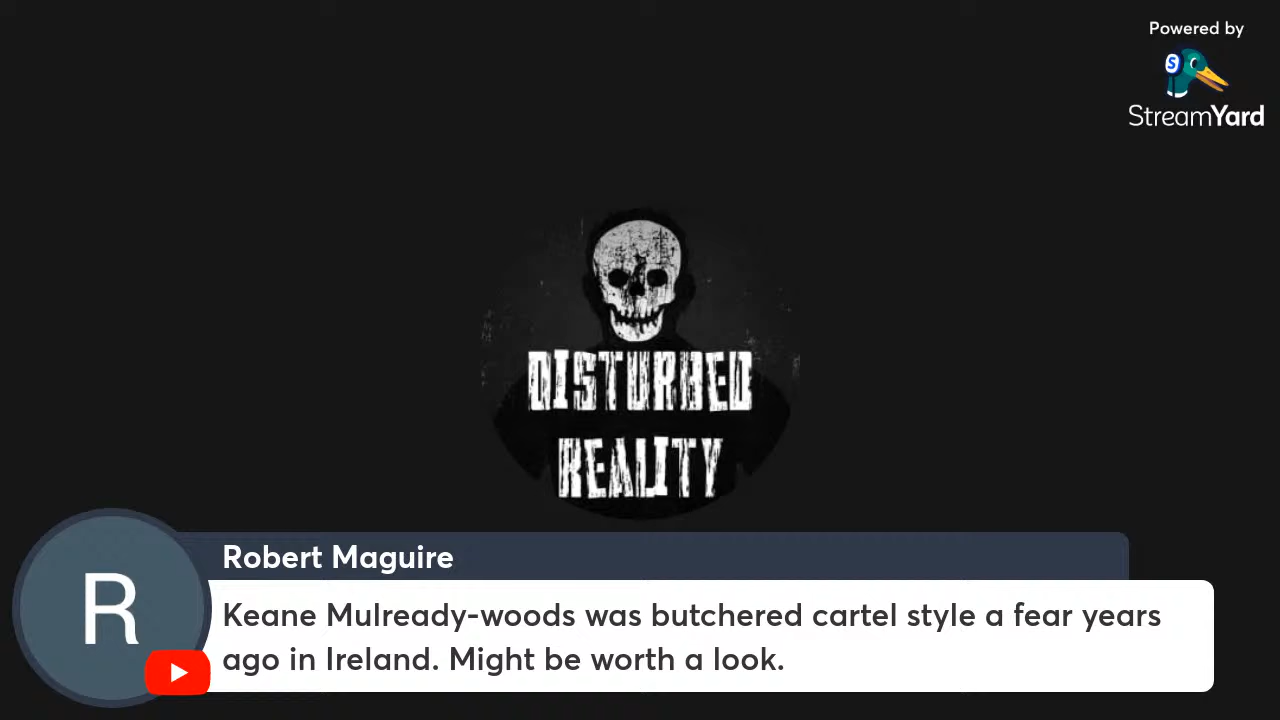 Powered by
S
StreamYard
DISTURBED
REALITY
R
Robert Maguire
Keane Mulready-woods was butchered cartel style a fear years
ago in Ireland. Might be worth a look.